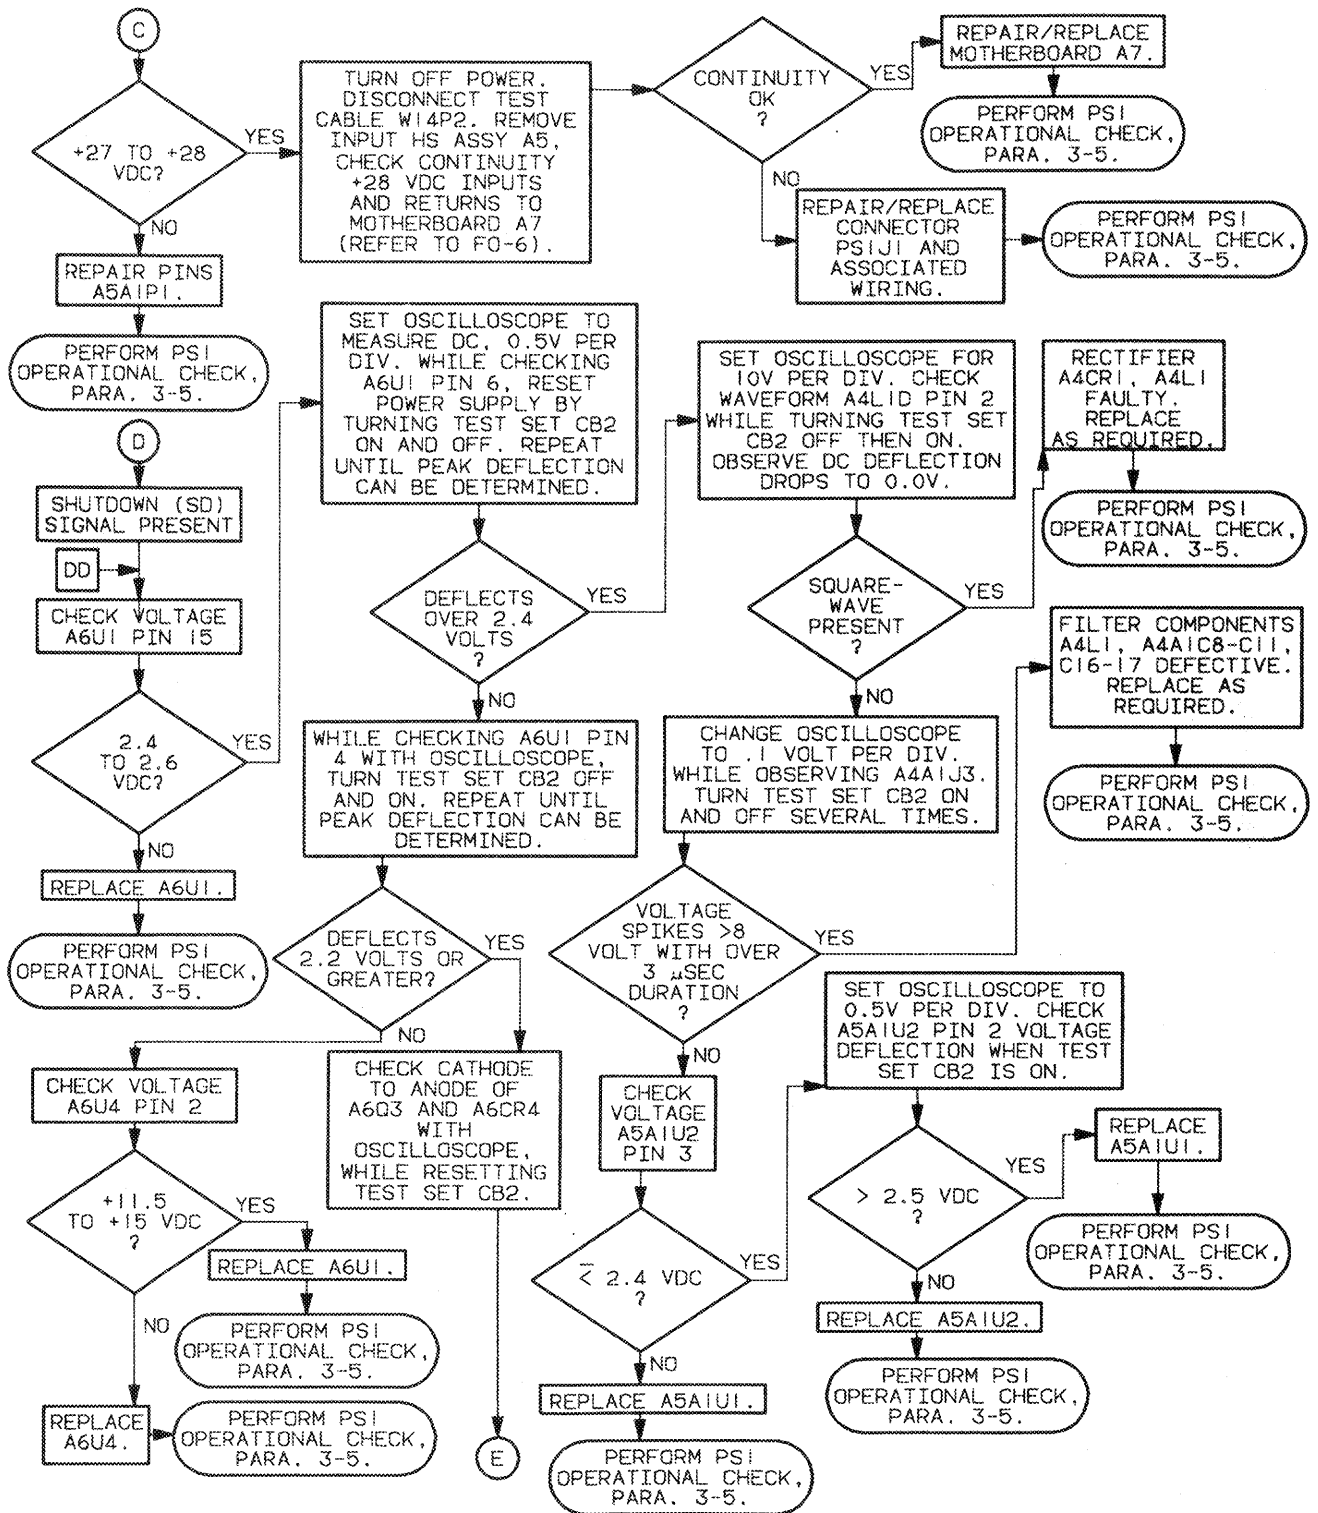 C
+27 TO +28
VDC?
YES
NO
REPAIR PINS
A5A1P1.
PERFORM PS1
OPERATIONAL CHECK,
PARA. 3-5.
TURN OFF POWER.
DISCONNECT TEST
CABLE W14P2. REMOVE
INPUT HS ASSY A5,
CHECK CONTINUITY
+28 VDC INPUTS
AND RETURNS TO
MOTHERBOARD A7
(REFER TO FO-6).
CONTINUITY
OK
?
YES
NO
REPAIR/REPLACE
MOTHERBOARD A7.
PERFORM PS1
OPERATIONAL CHECK,
PARA. 3-5.
REPAIR/REPLACE
CONNECTOR
PS1J1 AND
ASSOCIATED
WIRING.
PERFORM PS1
OPERATIONAL CHECK,
PARA. 3-5.
D
SHUTDOWN (SD)
SIGNAL PRESENT
DD
CHECK VOLTAGE
A6U1 PIN 15
2.4
TO 2.6
VDC?
YES
NO
REPLACE A6U1.
PERFORM PS1
OPERATIONAL CHECK,
PARA. 3-5.
SET OSCILLOSCOPE TO
MEASURE DC, 0.5V PER
DIV. WHILE CHECKING
A6U1 PIN 6, RESET
POWER SUPPLY BY
TURNING TEST SET CB2
ON AND OFF. REPEAT
UNTIL PEAK DEFLECTION
CAN BE DETERMINED.
DEFLECTS
OVER 2.4
VOLTS
?
YES
NO
WHILE CHECKING A6U1 PIN
4 WITH OSCILLOSCOPE,
TURN TEST SET CB2 OFF
AND ON. REPEAT UNTIL
PEAK DEFLECTION CAN BE
DETERMINED.
DEFLECTS
2.2 VOLTS OR
GREATER?
YES
NO
CHECK VOLTAGE
A6U4 PIN 2
+11.5
TO +15 VDC
?
YES
NO
REPLACE A6U1.
PERFORM PS1
OPERATIONAL CHECK,
PARA. 3-5.
REPLACE
A6U4.
PERFORM PS1
OPERATIONAL CHECK,
PARA. 3-5.
CHECK CATHODE
TO ANODE OF
A6Q3 AND A6CR4
WITH
OSCILLOSCOPE,
WHILE RESETTING
TEST SET CB2.
E
SET OSCILLOSCOPE FOR
10V PER DIV. CHECK
WAVEFORM A4L1D PIN 2
WHILE TURNING TEST SET
CB2 OFF THEN ON.
OBSERVE DC DEFLECTION
DROPS TO 0.0V.
SQUARE-
WAVE
PRESENT
?
YES
NO
RECTIFIER
A4CR1, A4L1
FAULTY.
REPLACE
AS REQUIRED.
PERFORM PS1
OPERATIONAL CHECK,
PARA. 3-5.
CHANGE OSCILLOSCOPE
TO .1 VOLT PER DIV.
WHILE OBSERVING A4A1J3.
TURN TEST SET CB2 ON
AND OFF SEVERAL TIMES.
VOLTAGE
SPIKES >8
VOLT WITH OVER
3 µSEC
DURATION
?
YES
NO
FILTER COMPONENTS
A4L1, A4A1C8-C11,
C16-17 DEFECTIVE.
REPLACE AS
REQUIRED.
PERFORM PS1
OPERATIONAL CHECK,
PARA. 3-5.
CHECK
VOLTAGE
A5A1U2
PIN 3
< 2.4 VDC
?
YES
NO
REPLACE A5A1U1.
PERFORM PS1
OPERATIONAL CHECK,
PARA. 3-5.
SET OSCILLOSCOPE TO
0.5V PER DIV. CHECK
A5A1U2 PIN 2 VOLTAGE
DEFLECTION WHEN TEST
SET CB2 IS ON.
> 2.5 VDC
?
YES
NO
REPLACE
A5A1U1.
PERFORM PS1
OPERATIONAL CHECK,
PARA. 3-5.
REPLACE A5A1U2.
PERFORM PS1
OPERATIONAL CHECK,
PARA. 3-5.